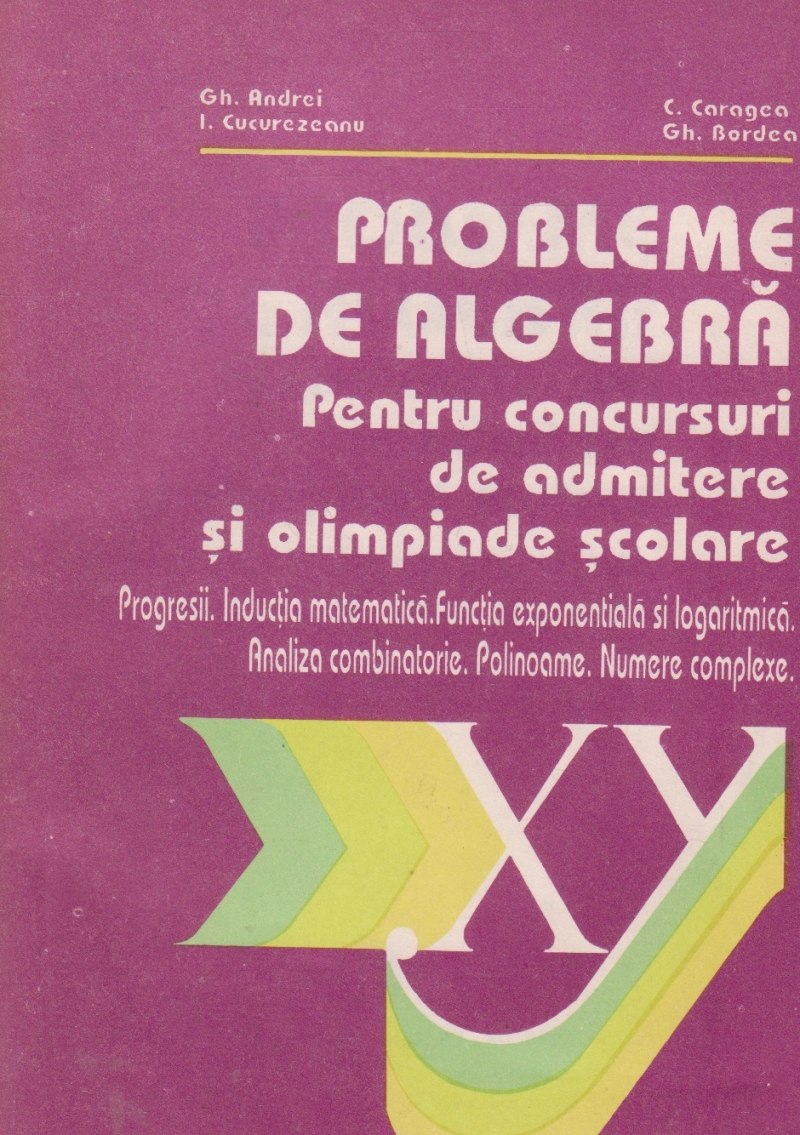 Gh. Andrei
I. Cucurezeanu
C. Caragea
Gh. Bordea
PROBLEME
DE ALGEBRĂ
Pentru concursuri
de admitere
și olimpiade școlare
Progresii. Inducția matematică.Funcția exponentială si logaritmică.
Analiza combinatorie. Polinoame. Numere complexe.
XY